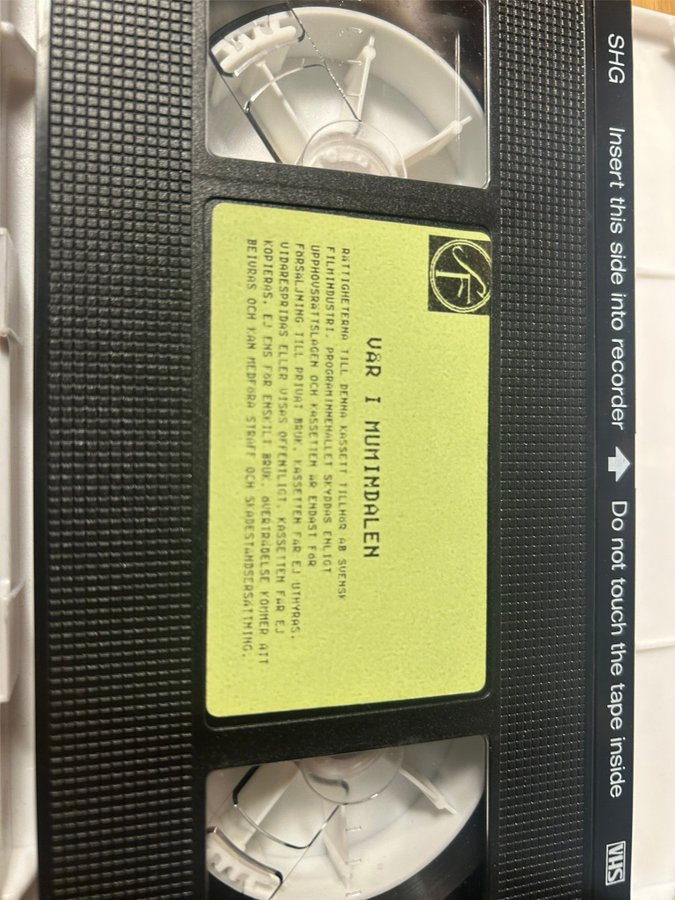 SHG Insert this side into recorder Do not touch the tape inside VHS
SF
VÅR I MUMINDALEN
RÄTTIGHETERNA TILL DENNA KASSETT TILLHÖR AB SVENSK
FILMINDUSTRI. PROGRAMINNEHÅLLET SKYDDAS ENLIGT
UPPHOVSRÄTTSLAGEN OCH KASSETTEN ÄR ENDAST FÖR
FÖRSÄLJNING TILL PRIVAT BRUK. KASSETTEN FÅR EJ UTHYRAS,
VIDARESPRIDAS ELLER VISAS OFFENTLIGT. KASSETTEN FÅR EJ
KOPIERAS, EJ ENS FÖR ENSKILT BRUK. ÖVERTRÄDELSE KOMMER ATT
BEIVRAS OCH KAN MEDFÖRA STRAFF OCH SKADESTÅNDSERSÄTTNING.